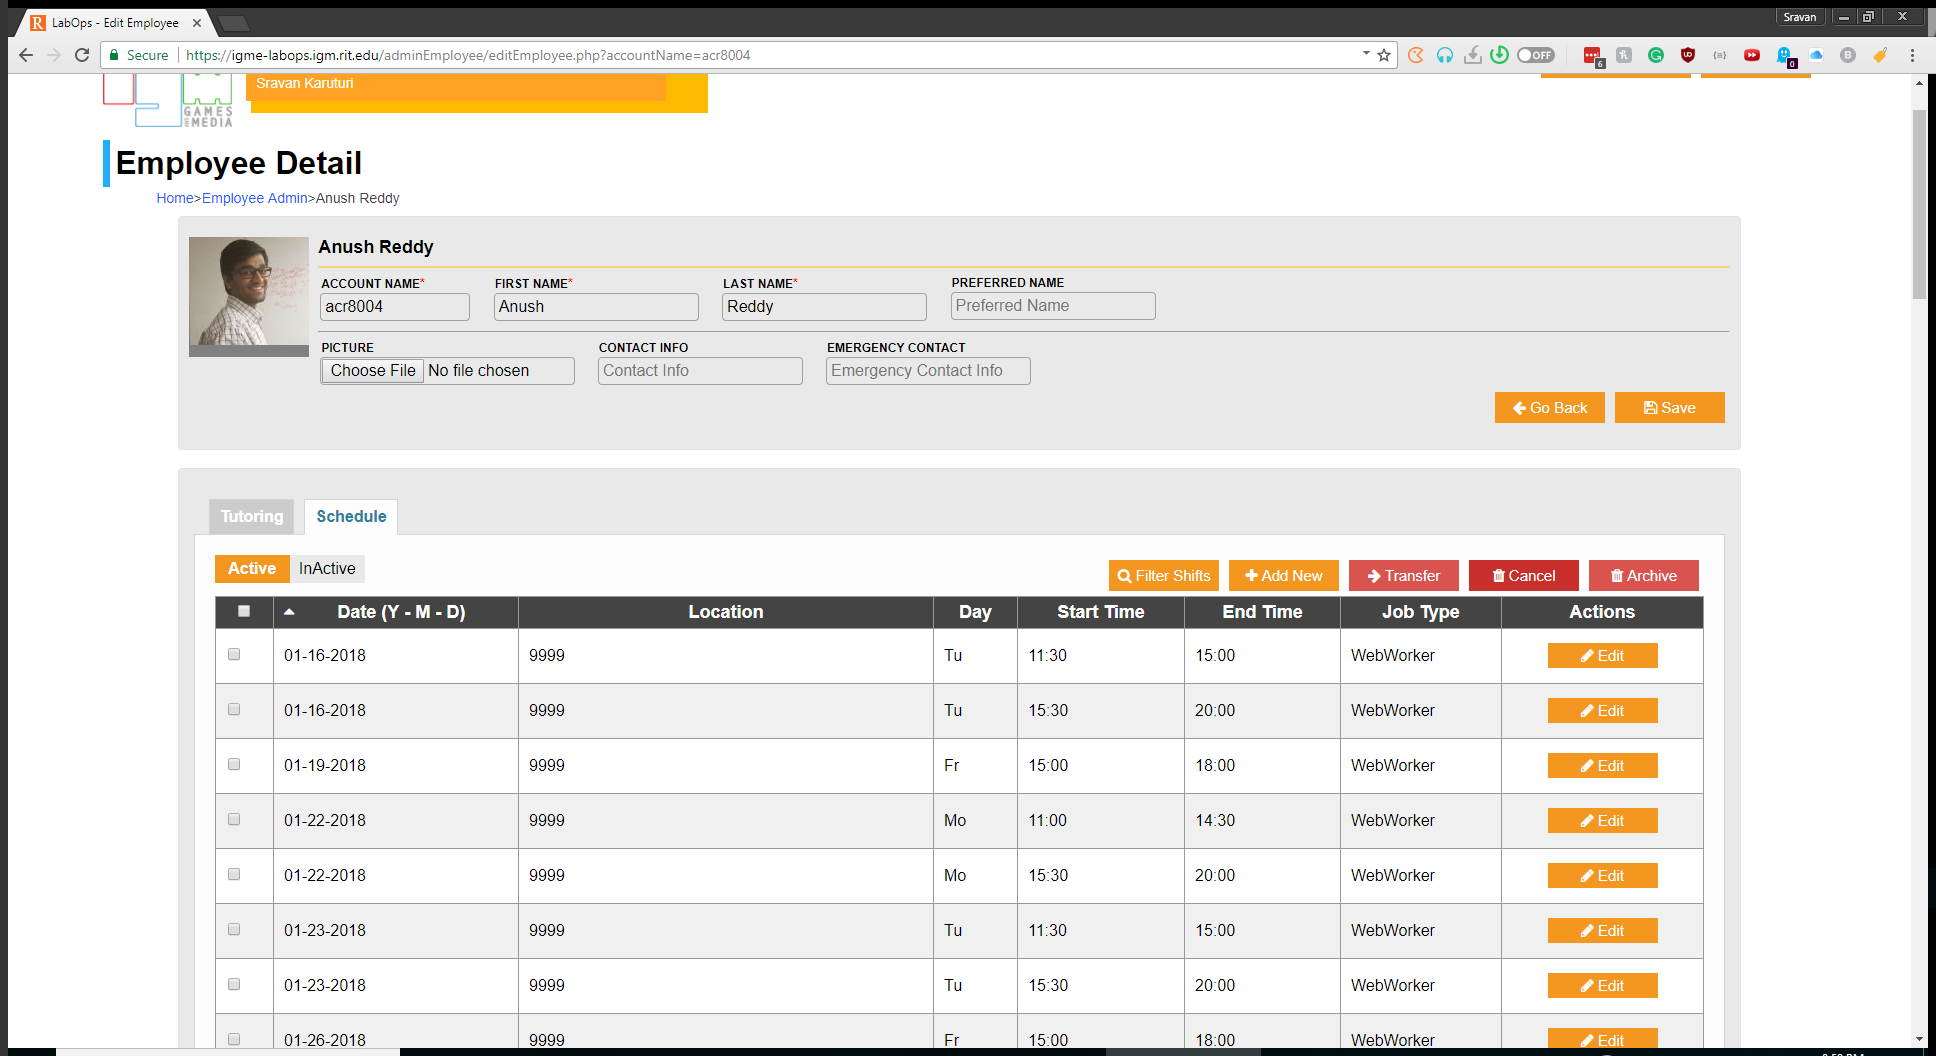 LabOps - Edit Employee
Sravan
Secure
https://igme-labops.igm.rit.edu/adminEmployee/editEmployee.php?accountName=acr8004
OFF
6
0
GAMES
MEDIA
Sravan Karuturi
Employee Detail
Home>Employee Admin>Anush Reddy
Anush Reddy
ACCOUNT NAME* FIRST NAME* LAST NAME* PREFERRED NAME
acr8004 Anush Reddy Preferred Name
PICTURE CONTACT INFO EMERGENCY CONTACT
Choose File No file chosen Contact Info Emergency Contact Info
Go Back Save
Tutoring Schedule
Active InActive
Filter Shifts Add New Transfer Cancel Archive
Date (Y - M - D) Location Day Start Time End Time Job Type Actions
01-16-2018 9999 Tu 11:30 15:00 WebWorker Edit
01-16-2018 9999 Tu 15:30 20:00 WebWorker Edit
01-19-2018 9999 Fr 15:00 18:00 WebWorker Edit
01-22-2018 9999 Mo 11:00 14:30 WebWorker Edit
01-22-2018 9999 Mo 15:30 20:00 WebWorker Edit
01-23-2018 9999 Tu 11:30 15:00 WebWorker Edit
01-23-2018 9999 Tu 15:30 20:00 WebWorker Edit
01-26-2018 9999 Fr 15:00 18:00 WebWorker Edit